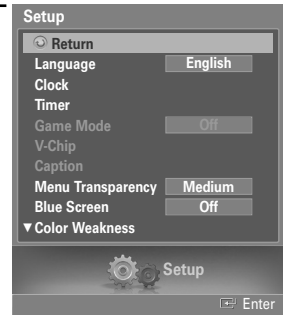 Setup
Return
Language English
Clock
Timer
Game Mode Off
V-Chip
Caption
Menu Transparency Medium
Blue Screen Off
▼Color Weakness
Setup
Enter